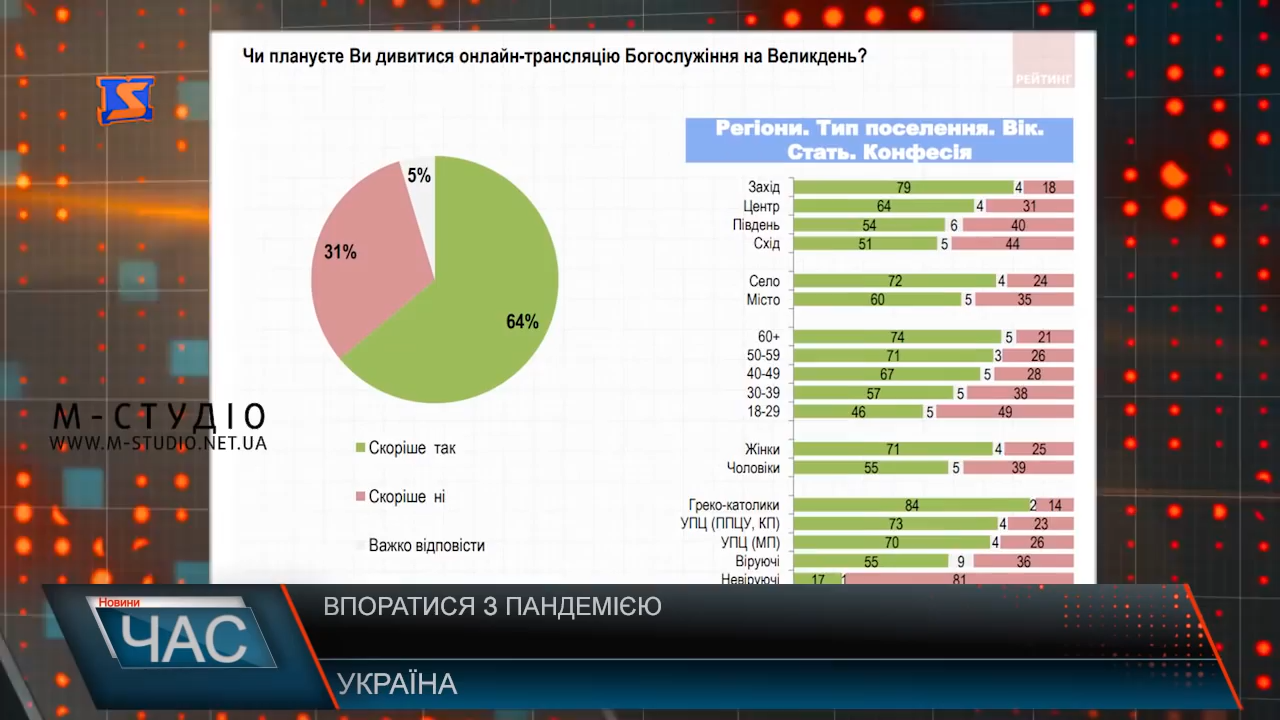 Чи плануєте Ви дивитися онлайн-трансляцію Богослужіння на Великдень?
РЕЙТИНГ
S
Регіони. Тип поселення. Вік.
Стать. Конфесія
5%
31%
64%
Скоріше так
Скоріше ні
Важко відповісти
Захід 79 4 18
Центр 64 4 31
Південь 54 6 40
Схід 51 5 44
Село 72 4 24
Місто 60 5 35
60+ 74 5 21
50-59 71 3 26
40-49 67 5 28
30-39 57 5 38
18-29 46 5 49
Жінки 71 4 25
Чоловіки 55 5 39
Греко-католики 84 2 14
УПЦ (ППЦУ, КП) 73 4 23
УПЦ (МП) 70 4 26
Віруючі 55 9 36
Невіруючі 17 1 81
М-СТУДІО
WWW.M-STUDIO.NET.UA
Новини
ЧАС
ВПОРАТИСЯ З ПАНДЕМІЄЮ
УКРАЇНА